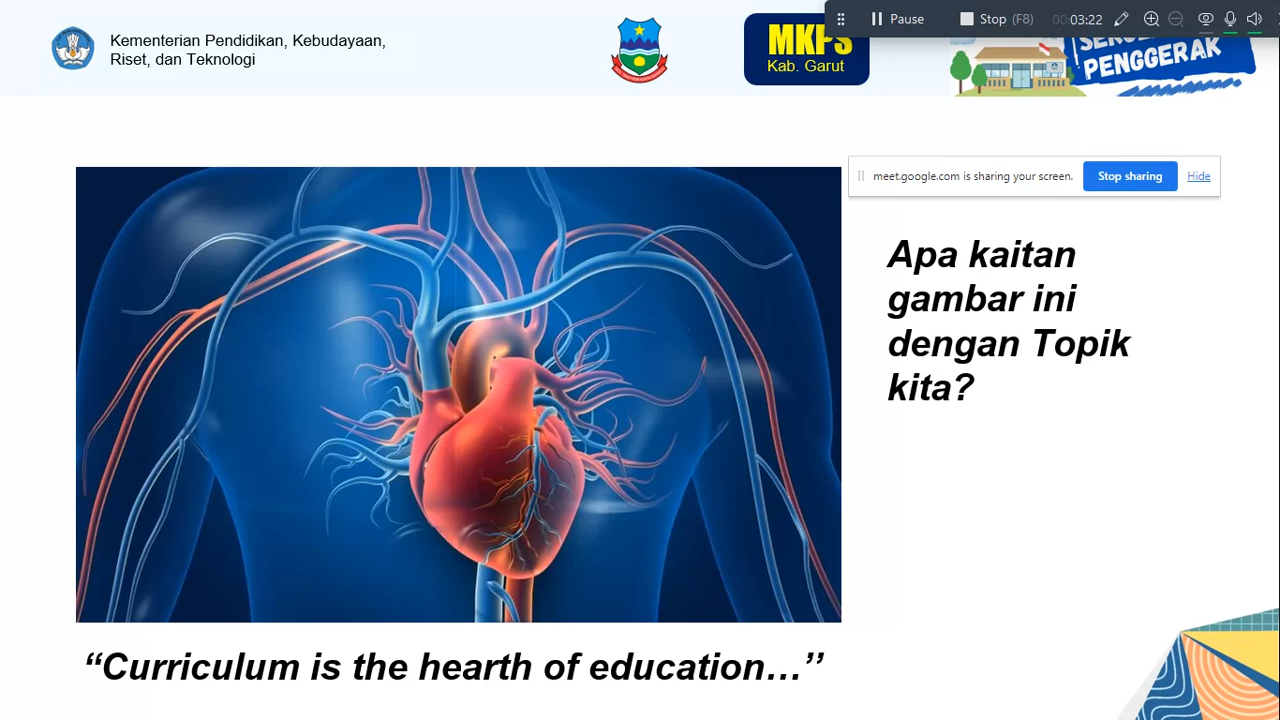 Kementerian Pendidikan, Kebudayaan,
Riset, dan Teknologi
MKPS
Kab. Garut
PENGGERAK
Pause
Stop (F8)
00:03:22
meet.google.com is sharing your screen.
Stop sharing
Hide
Apa kaitan
gambar ini
dengan Topik
kita?
“Curriculum is the hearth of education…’’